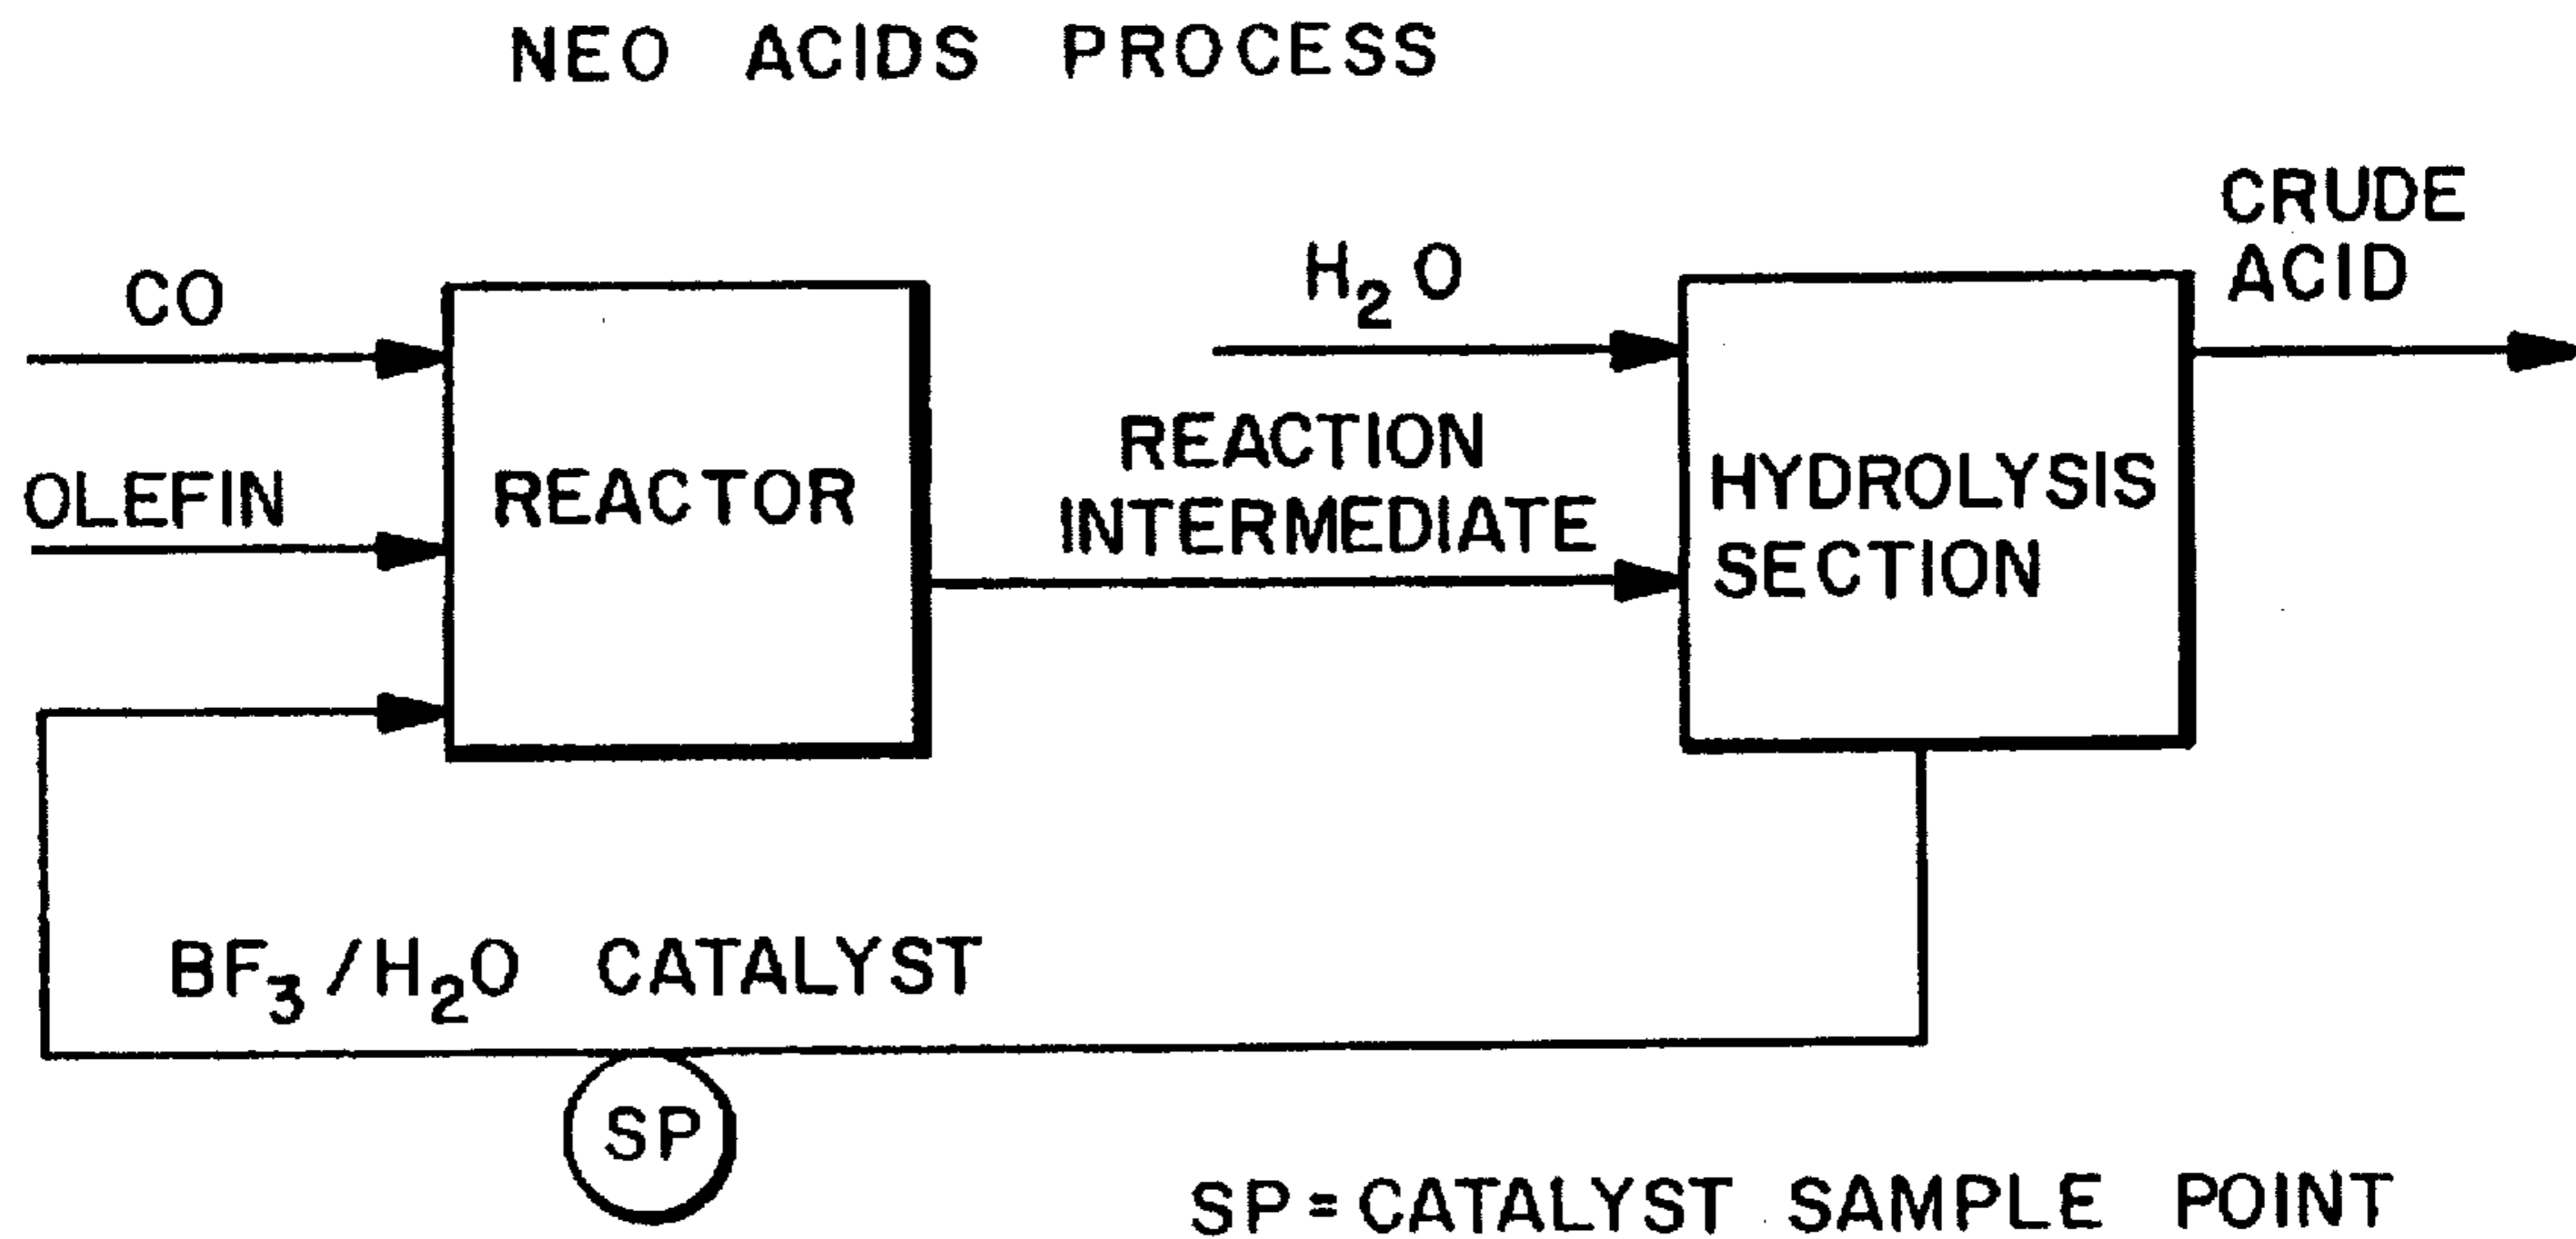 NEO ACIDS PROCESS
CO
OLEFIN
REACTOR
H₂O
REACTION
INTERMEDIATE
HYDROLYSIS
SECTION
CRUDE
ACID
BF₃/H₂O CATALYST
SP
SP=CATALYST SAMPLE POINT